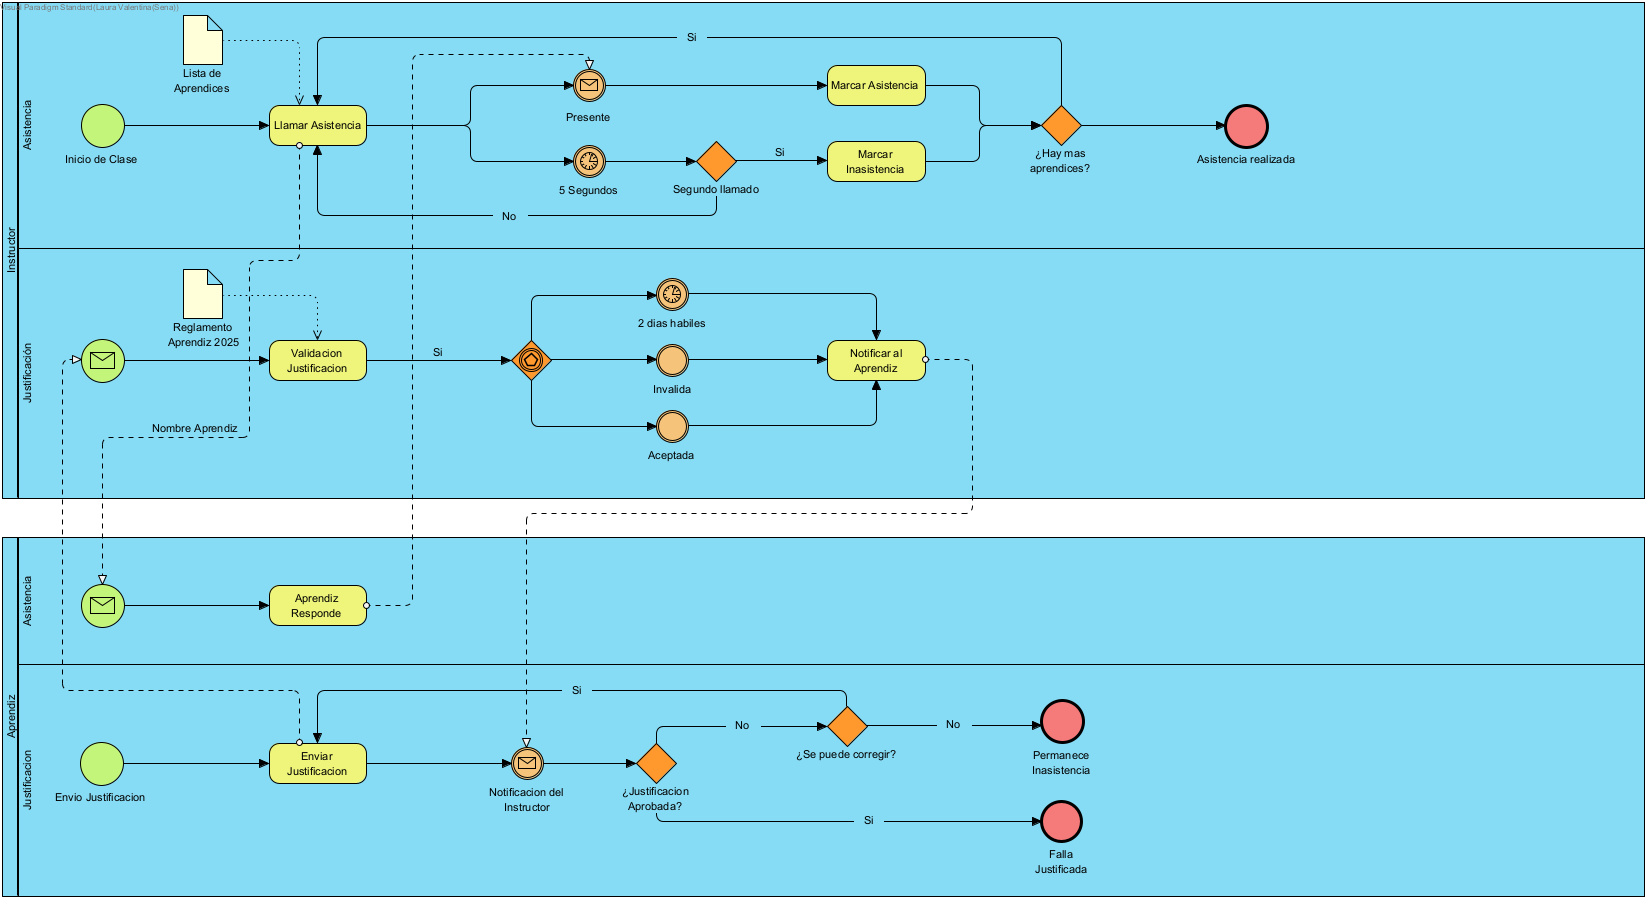 Visual Paradigm Standard(Laura Valentina(Sena))
Instructor
Asistencia
Lista de
Aprendices
Inicio de Clase
Llamar Asistencia
Si
Presente
5 Segundos
Segundo llamado
Si
No
Marcar Asistencia
Marcar
Inasistencia
¿Hay mas
aprendices?
Asistencia realizada
Justificación
Reglamento
Aprendiz 2025
Validacion
Justificacion
Si
2 dias habiles
Invalida
Aceptada
Notificar al
Aprendiz
Nombre Aprendiz
Aprendiz
Asistencia
Aprendiz
Responde
Justificacion
Envio Justificacion
Enviar
Justificacion
Si
Notificacion del
Instructor
¿Justificacion
Aprobada?
No
¿Se puede corregir?
No
Permanece
Inasistencia
Si
Falla
Justificada